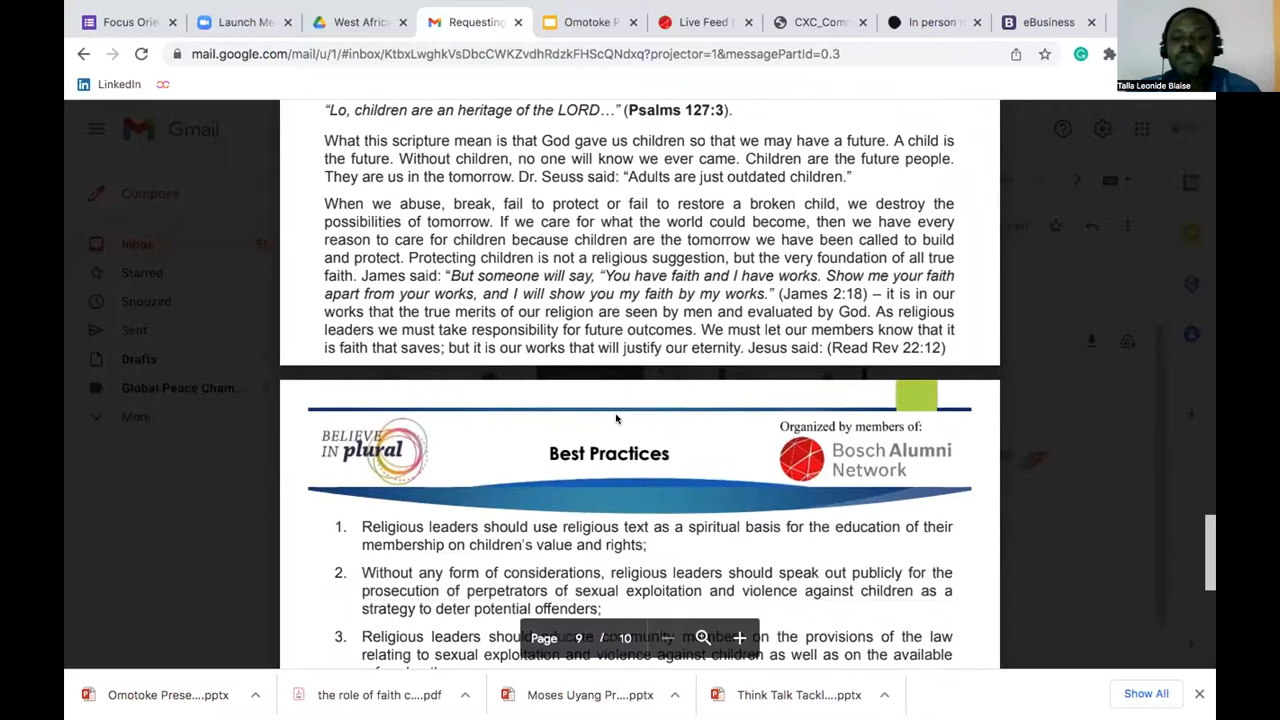 Focus Orie
Launch Me
West Africa
Requesting
Omotoke P
Live Feed |
CXC_Comm
In person n
eBusiness
mail.google.com/mail/u/1/#inbox/KtbxLwghkVsDbcCWKZvdhRdzkFHScQNdxq?projector=1&messagePartId=0.3
Talla Leonide Blaise
LinkedIn
Gmail
Compose
Inbox
Starred
Snoozed
Sent
Drafts
Global Peace Cham...
More
“Lo, children are an heritage of the LORD…” (Psalms 127:3).
What this scripture mean is that God gave us children so that we may have a future. A child is
the future. Without children, no one will know we ever came. Children are the future people.
They are us in the tomorrow. Dr. Seuss said: “Adults are just outdated children.”
When we abuse, break, fail to protect or fail to restore a broken child, we destroy the
possibilities of tomorrow. If we care for what the world could become, then we have every
reason to care for children because children are the tomorrow we have been called to build
and protect. Protecting children is not a religious suggestion, but the very foundation of all true
faith. James said: “But someone will say, “You have faith and I have works. Show me your faith
apart from your works, and I will show you my faith by my works.” (James 2:18) – it is in our
works that the true merits of our religion are seen by men and evaluated by God. As religious
leaders we must take responsibility for future outcomes. We must let our members know that it
is faith that saves; but it is our works that will justify our eternity. Jesus said: (Read Rev 22:12)
BELIEVE
IN plural
Best Practices
Organized by members of:
Bosch Alumni
Network
1. Religious leaders should use religious text as a spiritual basis for the education of their
membership on children’s value and rights;
2. Without any form of considerations, religious leaders should speak out publicly for the
prosecution of perpetrators of sexual exploitation and violence against children as a
strategy to deter potential offenders;
3. Religious leaders should educate community members on the provisions of the law
relating to sexual exploitation and violence against children as well as on the available
Page 9 / 10
Omotoke Prese....pptx
the role of faith c....pdf
Moses Uyang Pr....pptx
Think Talk Tackl....pptx
Show All